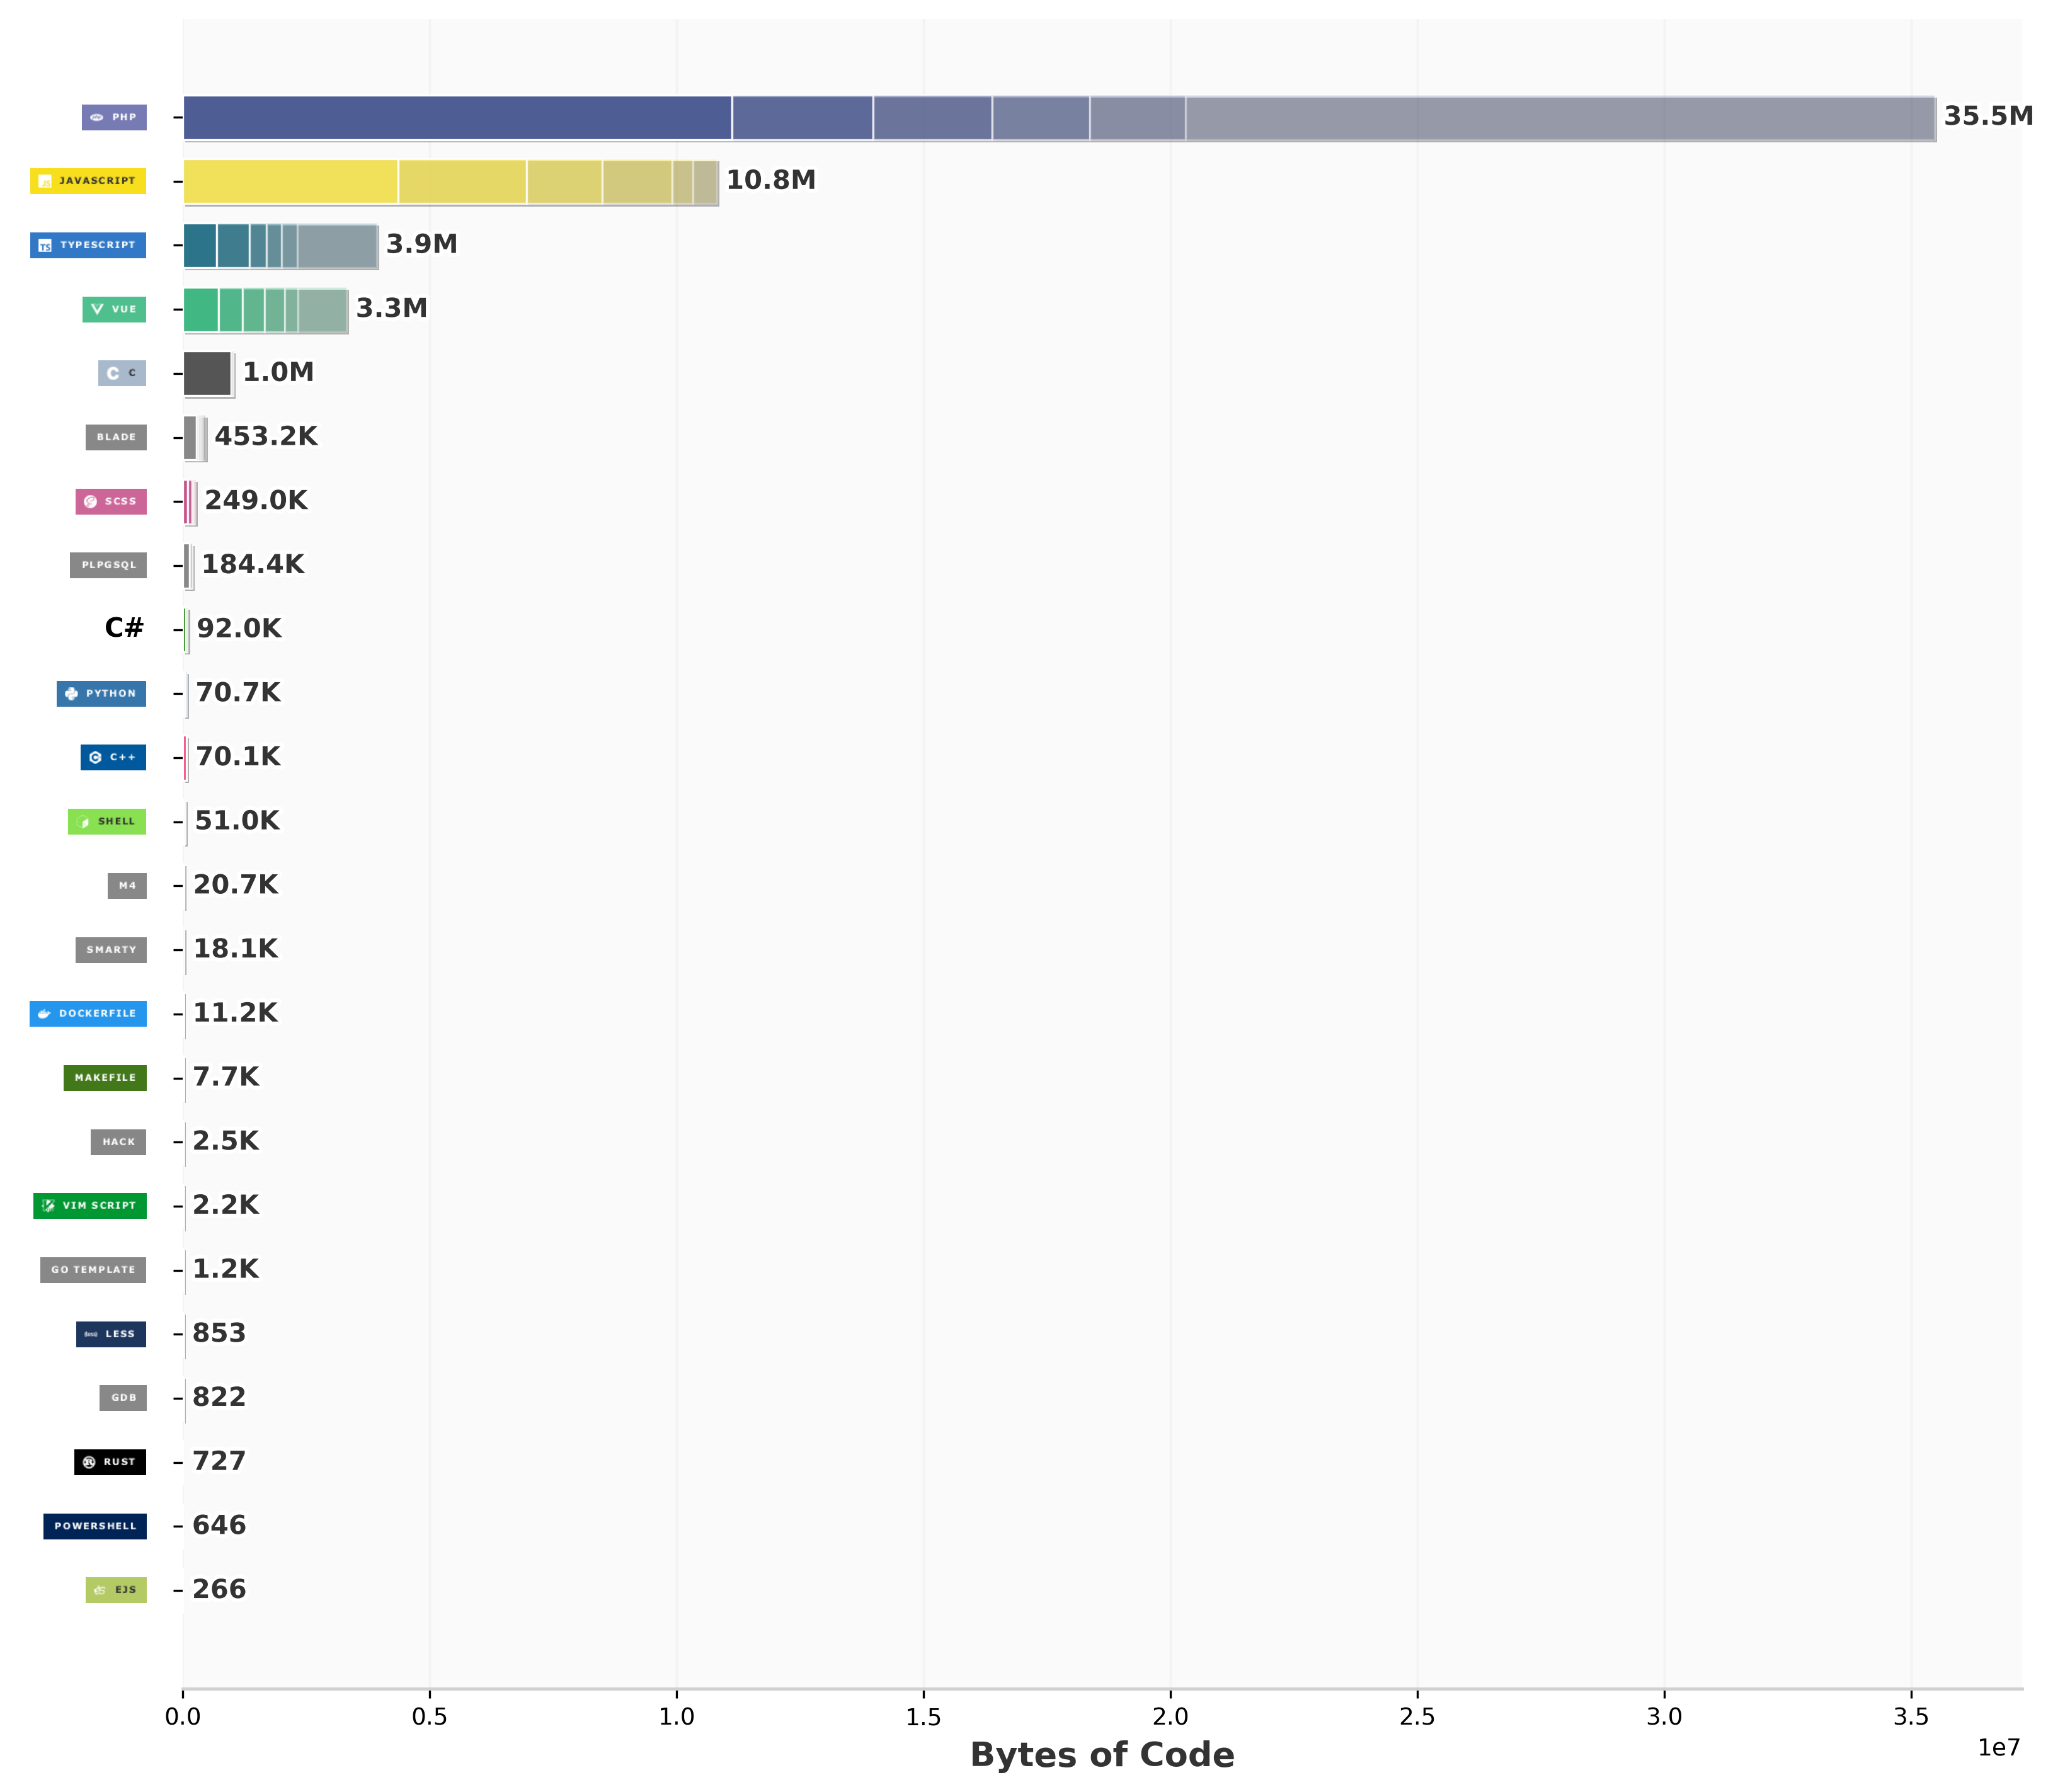 PHP 35.5M
JAVASCRIPT 10.8M
TS TYPESCRIPT 3.9M
VUE 3.3M
C C 1.0M
BLADE 453.2K
SCSS 249.0K
PLPGSQL 184.4K
C# 92.0K
PYTHON 70.7K
C C++ 70.1K
SHELL 51.0K
M4 20.7K
SMARTY 18.1K
DOCKERFILE 11.2K
MAKEFILE 7.7K
HACK 2.5K
VIM SCRIPT 2.2K
GO TEMPLATE 1.2K
LESS 853
GDB 822
RUST 727
POWERSHELL 646
EJS 266
0.0 0.5 1.0 1.5 2.0 2.5 3.0 3.5
1e7
Bytes of Code